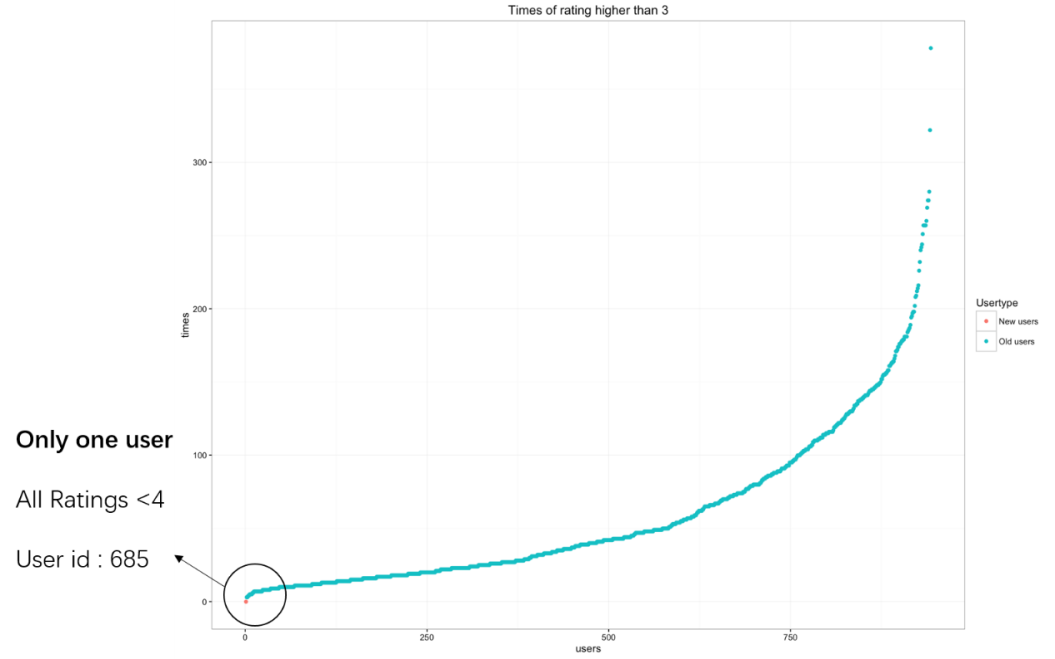 Times of rating higher than 3
300
200
100
0
times
0
250
500
750
users
Usertype
New users
Old users
Only one user
All Ratings <4
User id : 685